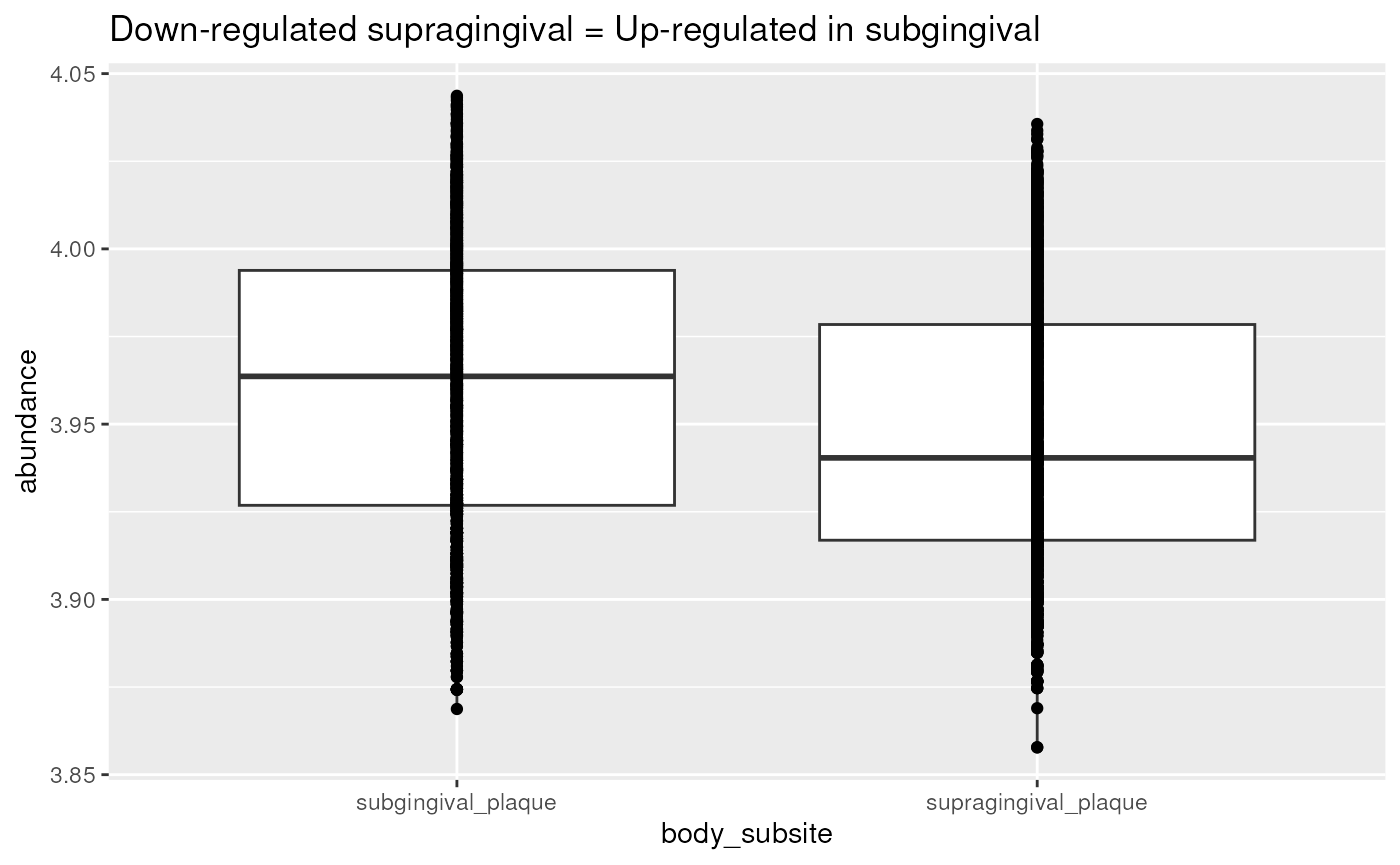 Down-regulated supragingival = Up-regulated in subgingival
4.05
4.00
3.95
3.90
3.85
abundance
subgingival_plaque
supragingival_plaque
body_subsite